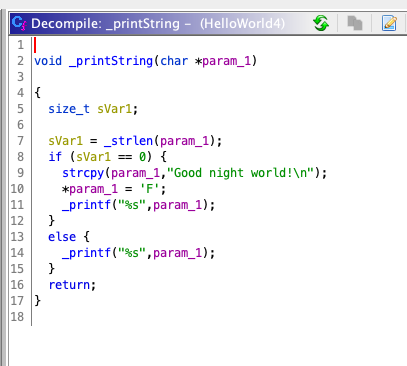 Decompile: _printString - (HelloWorld4)
1
2 void _printString(char *param_1)
3
4 {
5   size_t sVar1;
6
7   sVar1 = _strlen(param_1);
8   if (sVar1 == 0) {
9     strcpy(param_1,"Good night world!\n");
10     *param_1 = 'F';
11     _printf("%s",param_1);
12   }
13   else {
14     _printf("%s",param_1);
15   }
16   return;
17 }
18